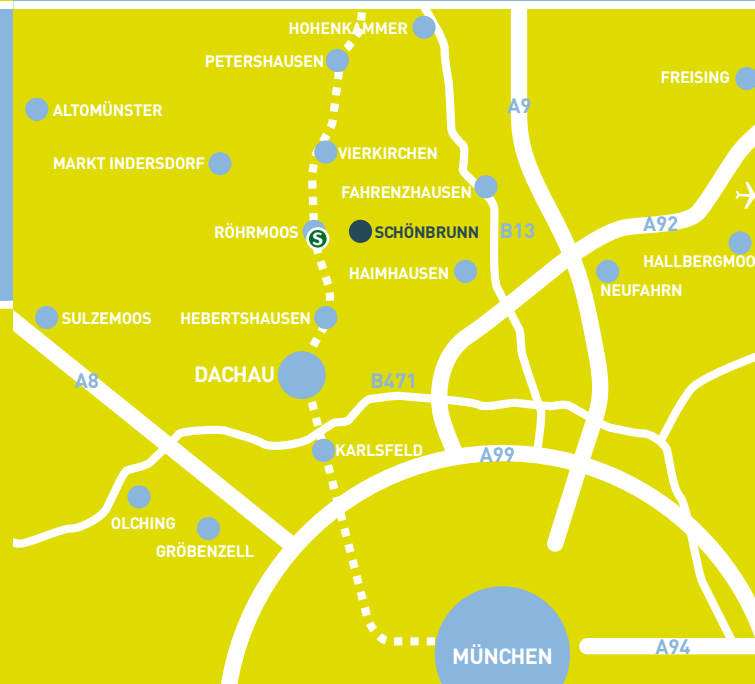 HOHENKAMMER
PETERSHAUSEN
FREISING
ALTOMÜNSTER
A9
VIERKIRCHEN
MARKT INDERSDORF
FAHRENZHAUSEN
A92
RÖHRMOOS
S
SCHÖNBRUNN
B13
HALLBERGMOO
HAIMHAUSEN
NEUFAHRN
SULZEMOOS
HEBERTSHAUSEN
DACHAU
A8
B471
KARLSFELD
A99
OLCHING
GRÖBENZELL
MÜNCHEN
A94